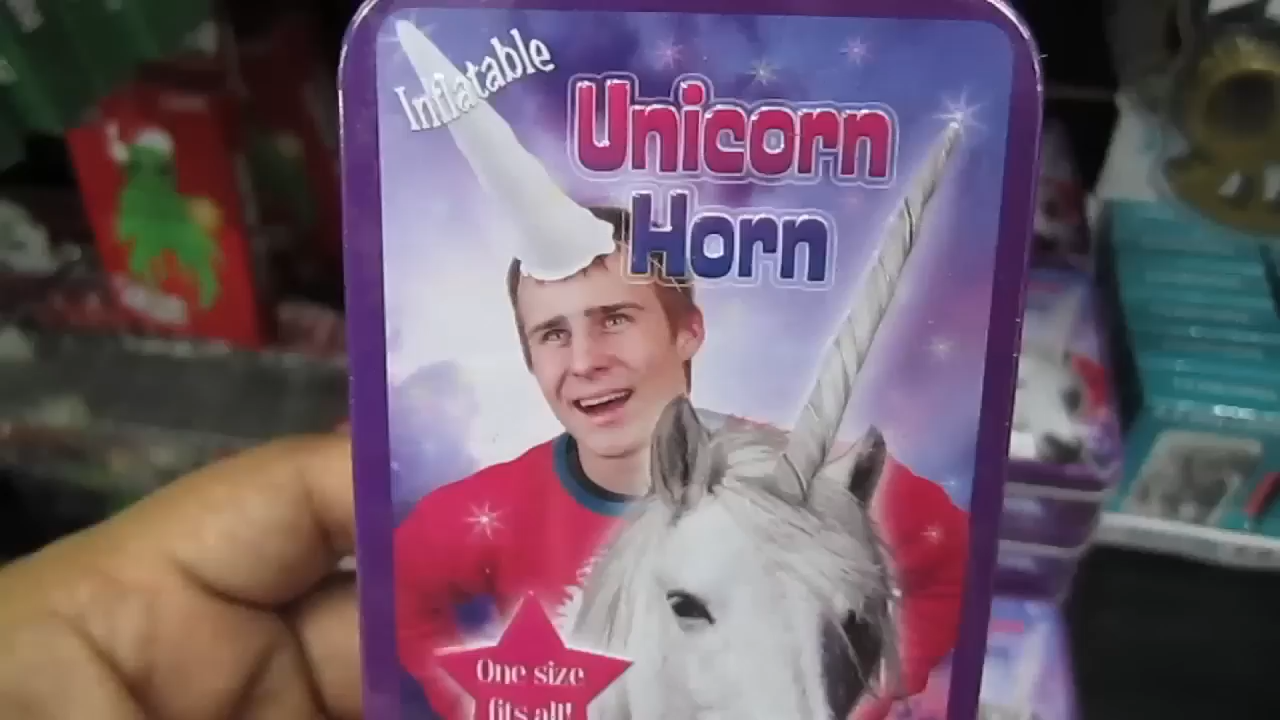 Inflatable
Unicorn
Horn
One size
fits all!